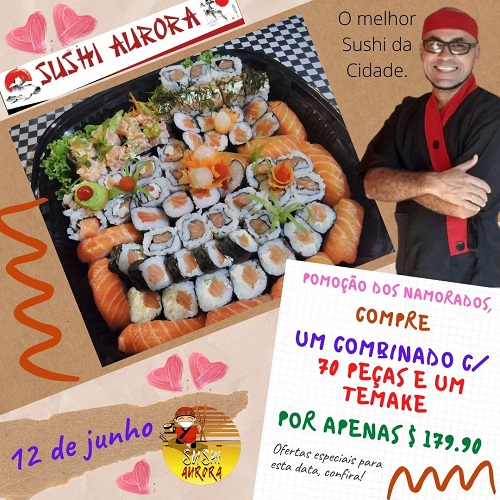 SUSHI AURORA
O melhor
Sushi da
Cidade.
POMOÇÃO DOS NAMORADOS,
COMPRE
UM COMBINADO C/
70 PEÇAS E UM
TEMAKE
POR APENAS $ 179.90
Ofertas especiais para
esta data, confira!
12 de junho
SUSHI
AURORA